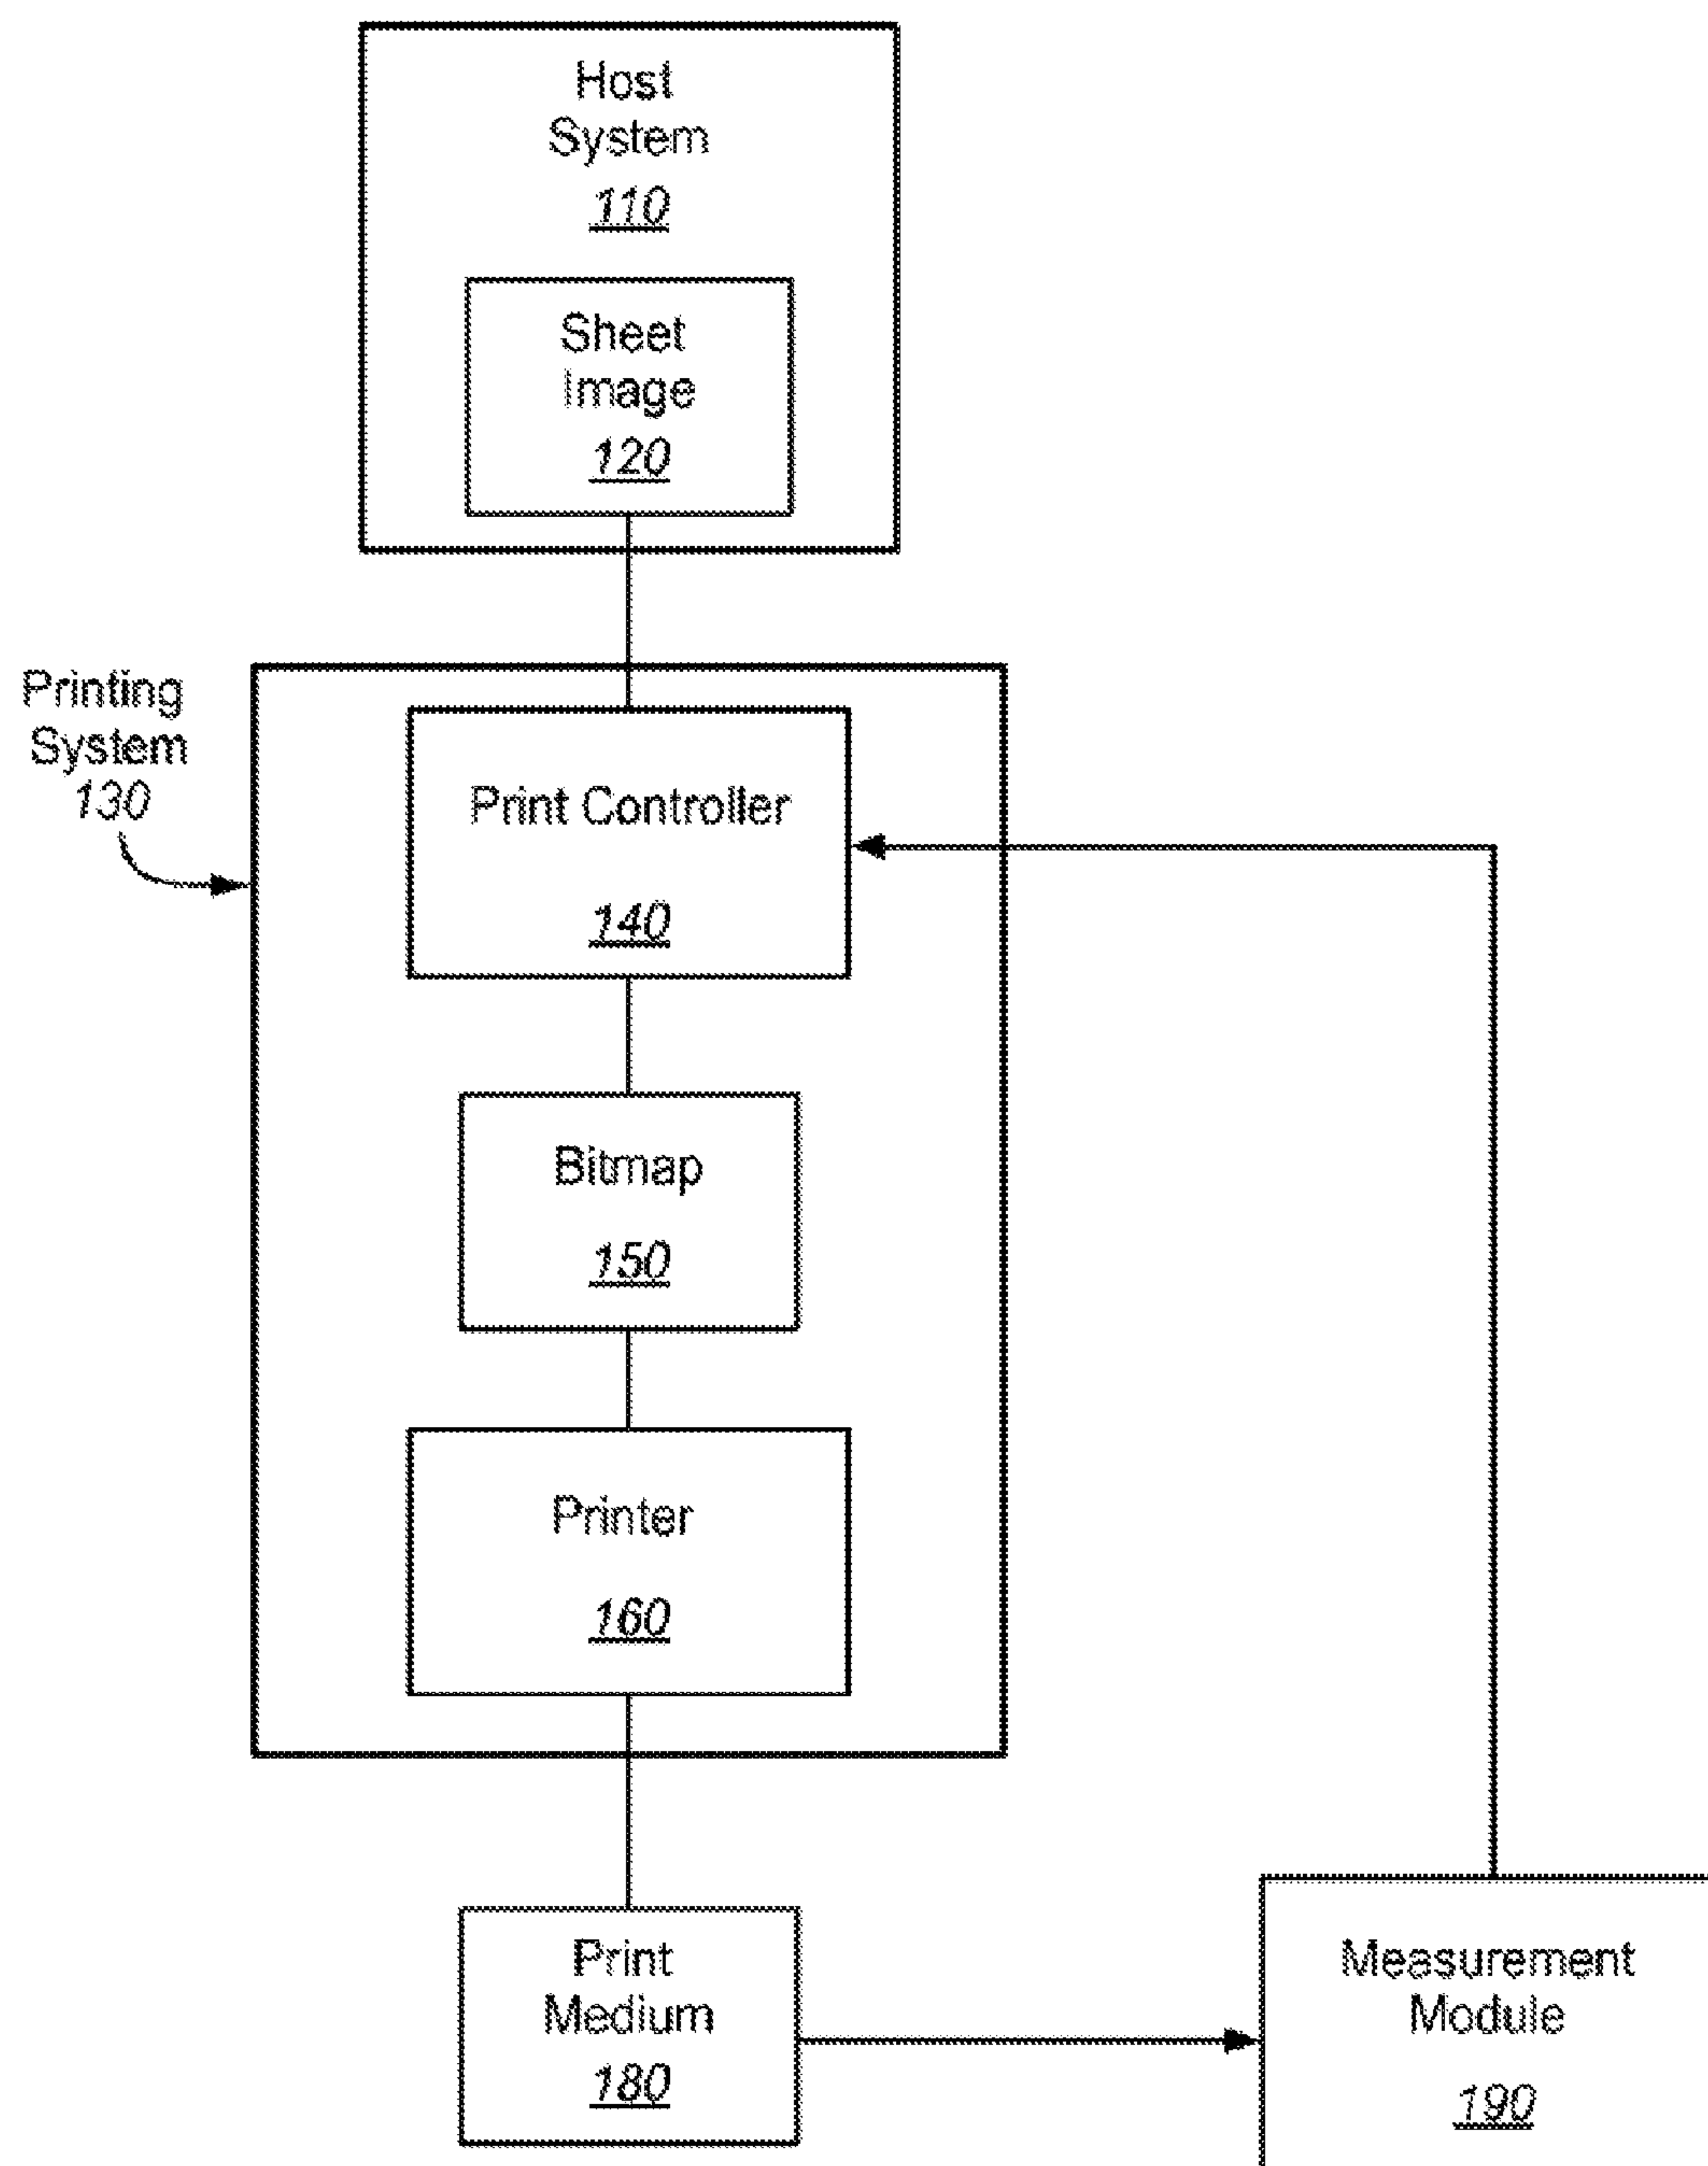 Host
System
110
Sheet
Image
120
Printing
System
130
Print Controller
140
Bitmap
150
Printer
160
Print
Medium
180
Measurement
Module
190